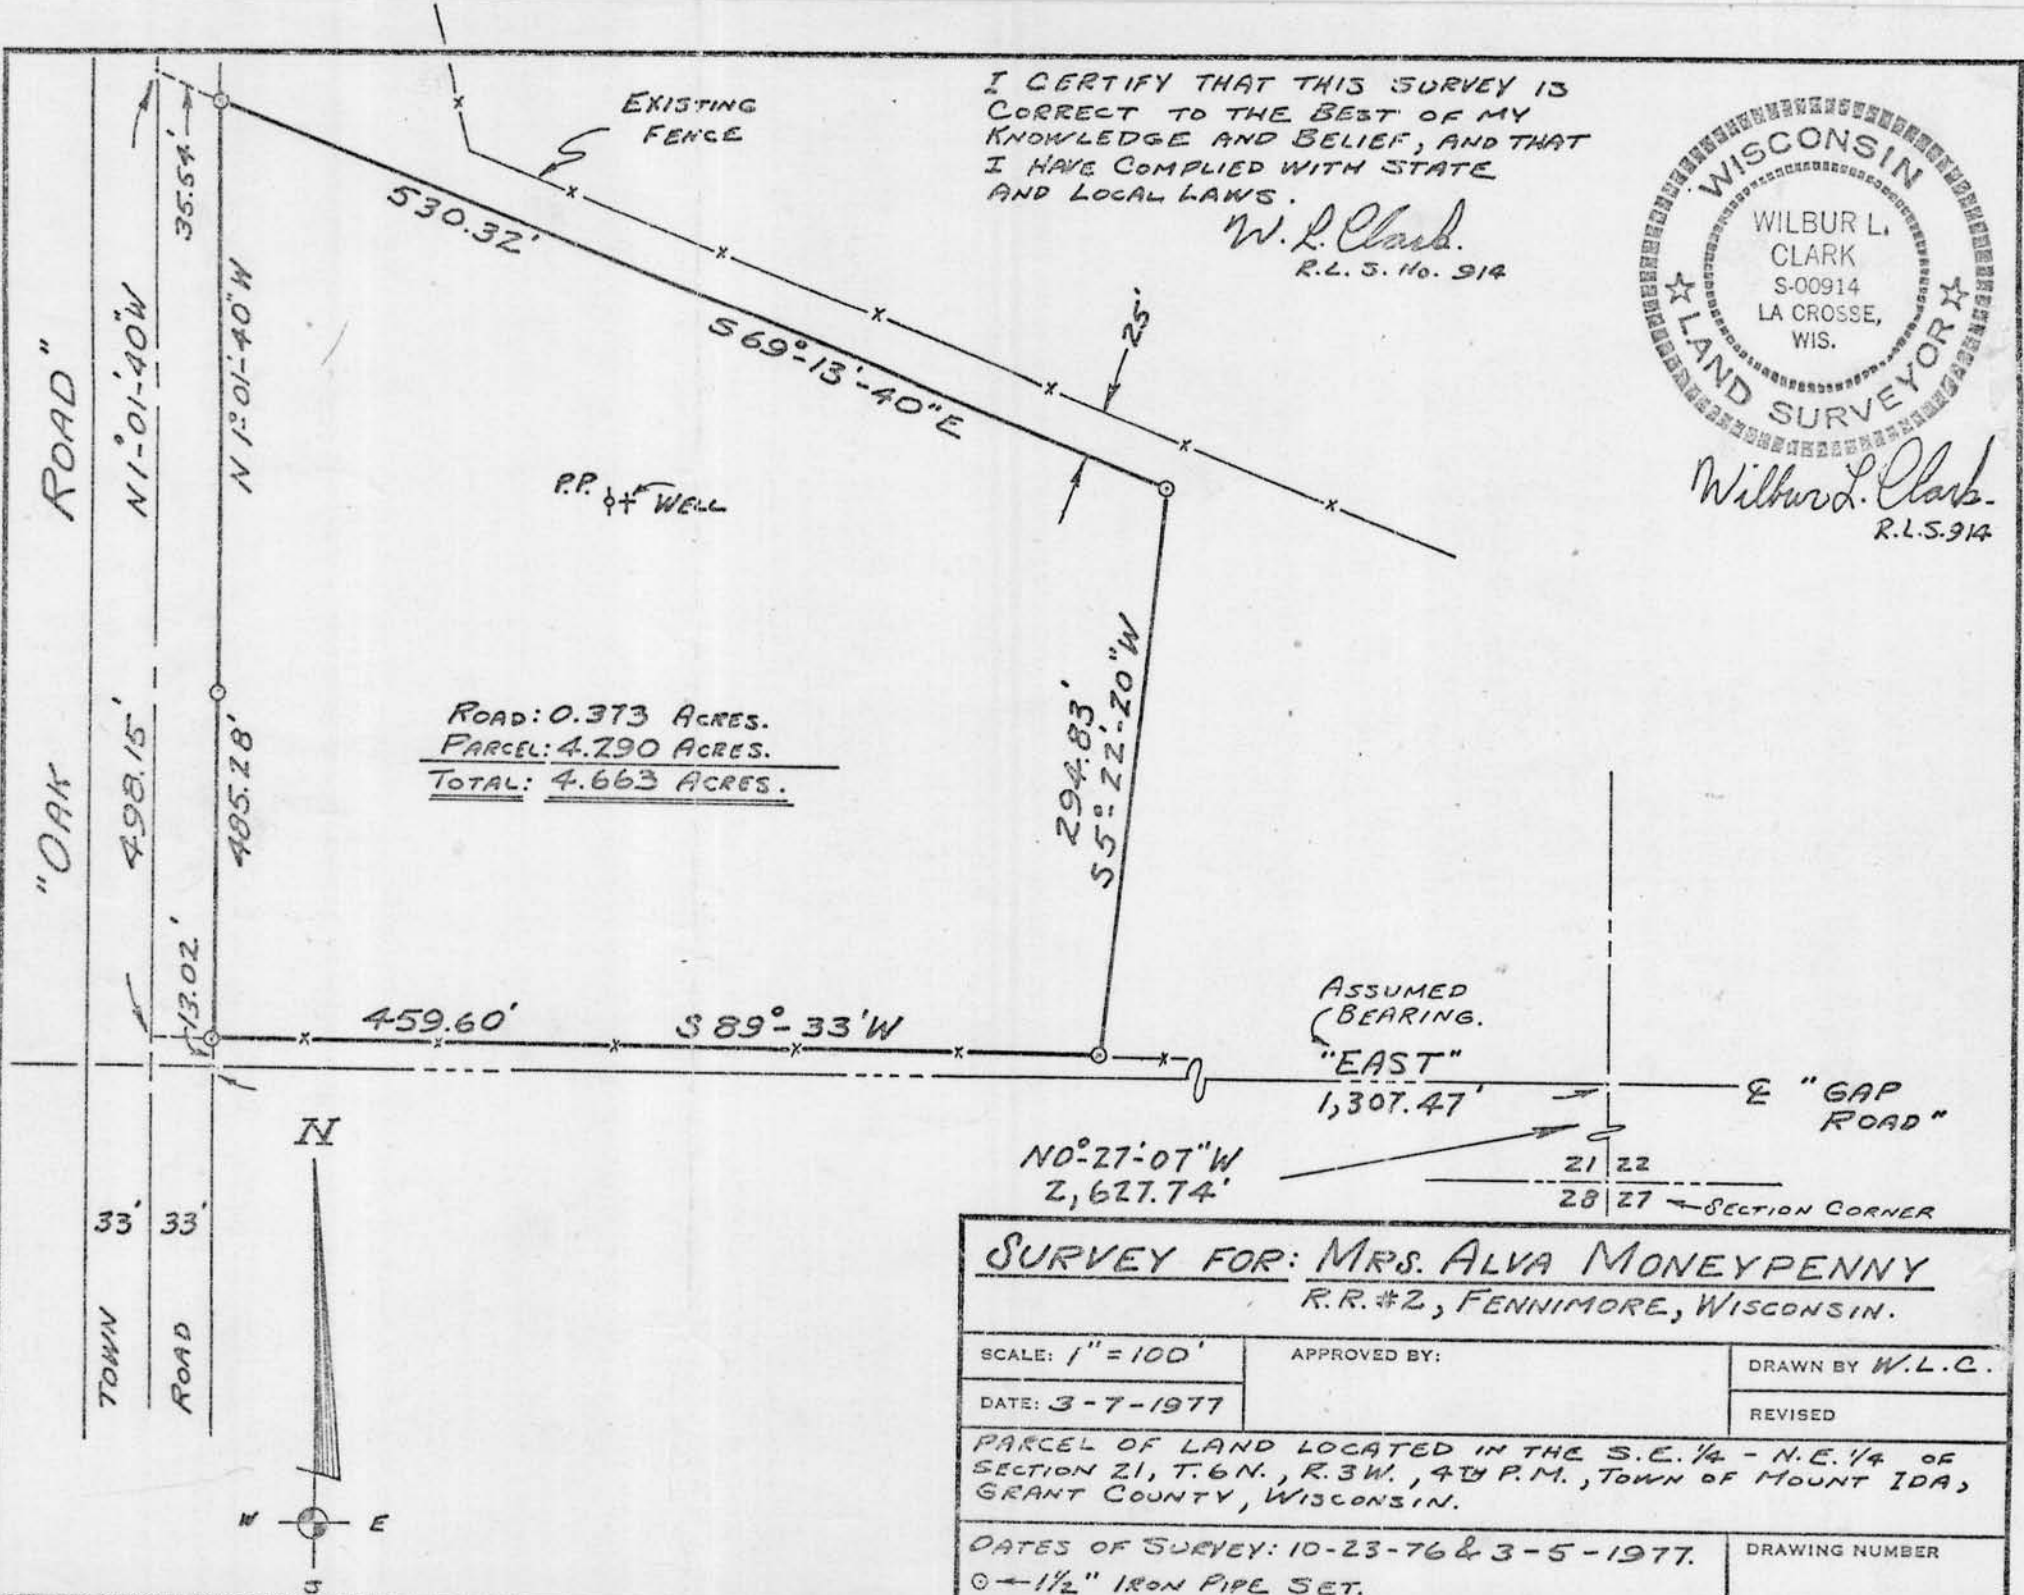 I CERTIFY THAT THIS SURVEY IS
CORRECT TO THE BEST OF MY
KNOWLEDGE AND BELIEF, AND THAT
I HAVE COMPLIED WITH STATE
AND LOCAL LAWS.
W. L. Clark.
R.L.S. No. 914
WISCONSIN
WILBUR L.
CLARK
S-00914
LA CROSSE,
WIS.
LAND SURVEYOR
Wilbur L. Clark.
R.L.S. 914
EXISTING
FENCE
530.32'
S 69°-13'-40" E
25'
35.54'
N 1°-01'-40" W
N 1°-01'-40" W
"OAK ROAD"
498.15'
485.28'
13.02'
P.P.
WELL
ROAD: 0.373 ACRES.
PARCEL: 4.290 ACRES.
TOTAL: 4.663 ACRES.
294.83'
S 5°-22'-20" W
459.60'
S 89°-33' W
ASSUMED
BEARING.
"EAST"
1,307.47'
℄ "GAP
ROAD"
N0°-27'-07" W
2,627.74'
21 22
28 27 SECTION CORNER
N
33' 33'
TOWN ROAD
W E
S
SURVEY FOR: MRS. ALVA MONEYPENNY
R.R. #2, FENNIMORE, WISCONSIN.
SCALE: 1" = 100'
APPROVED BY:
DRAWN BY W.L.C.
DATE: 3-7-1977
REVISED
PARCEL OF LAND LOCATED IN THE S.E. 1/4 - N.E. 1/4 OF
SECTION 21, T. 6 N., R. 3 W., 4TH P.M., TOWN OF MOUNT IDA,
GRANT COUNTY, WISCONSIN.
DATES OF SURVEY: 10-23-76 & 3-5-1977.
DRAWING NUMBER
⊙ ← 1 1/2" IRON PIPE SET.